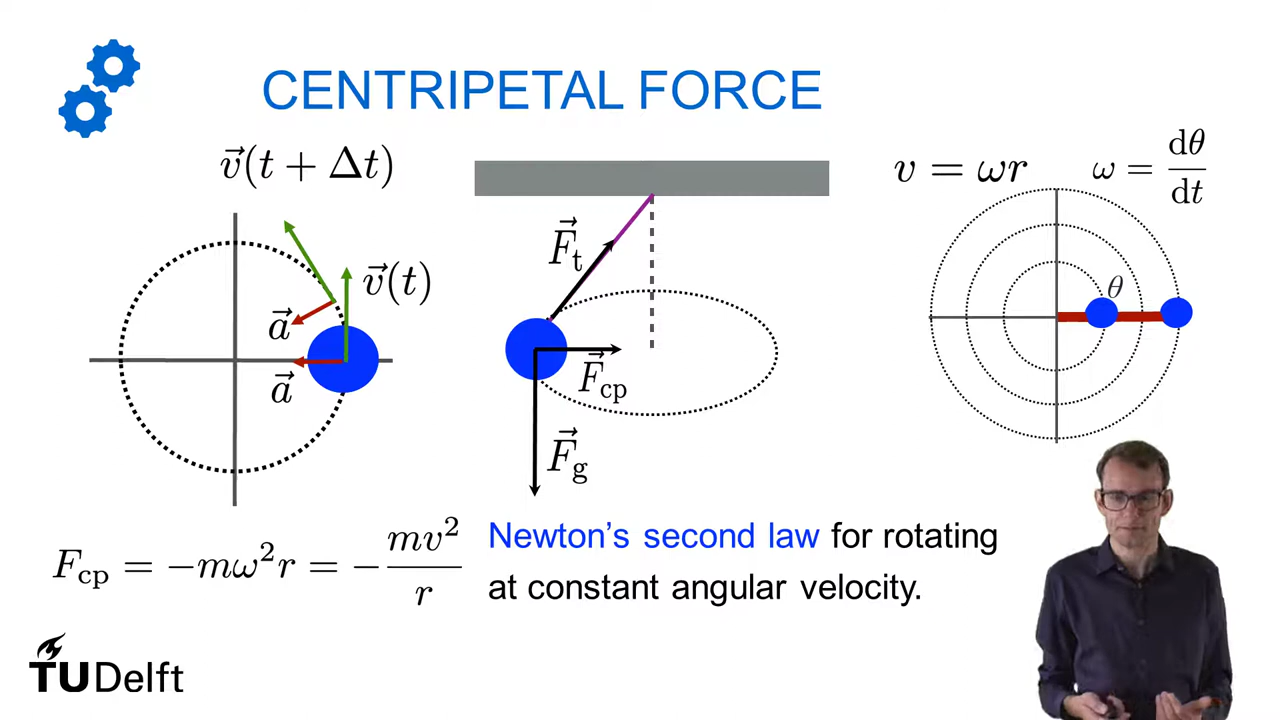 CENTRIPETAL FORCE
v⃗(t + Δt)
v⃗(t)
a⃗
a⃗
F⃗t
F⃗cp
F⃗g
v = ωr
ω = dθ/dt
θ
Fcp = −mω²r = −mv²/r
Newton's second law for rotating
at constant angular velocity.
TUDelft